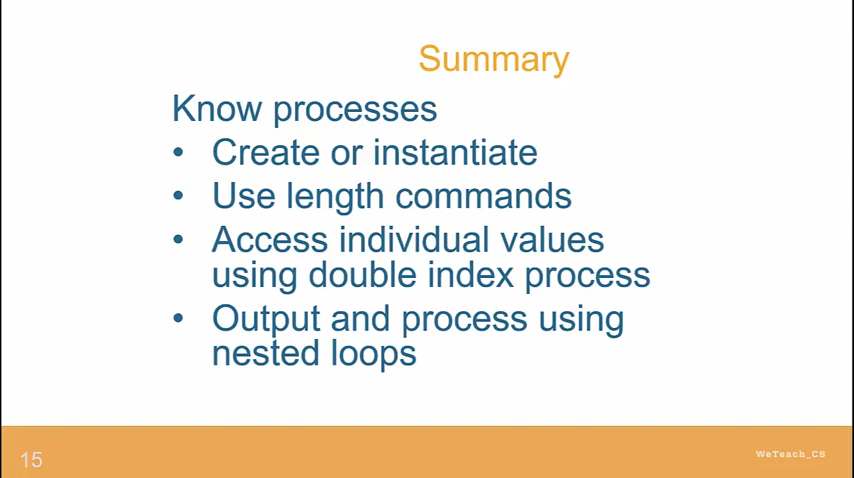 Summary
Know processes
• Create or instantiate
• Use length commands
• Access individual values
using double index process
• Output and process using
nested loops
15
WeTeach_CS